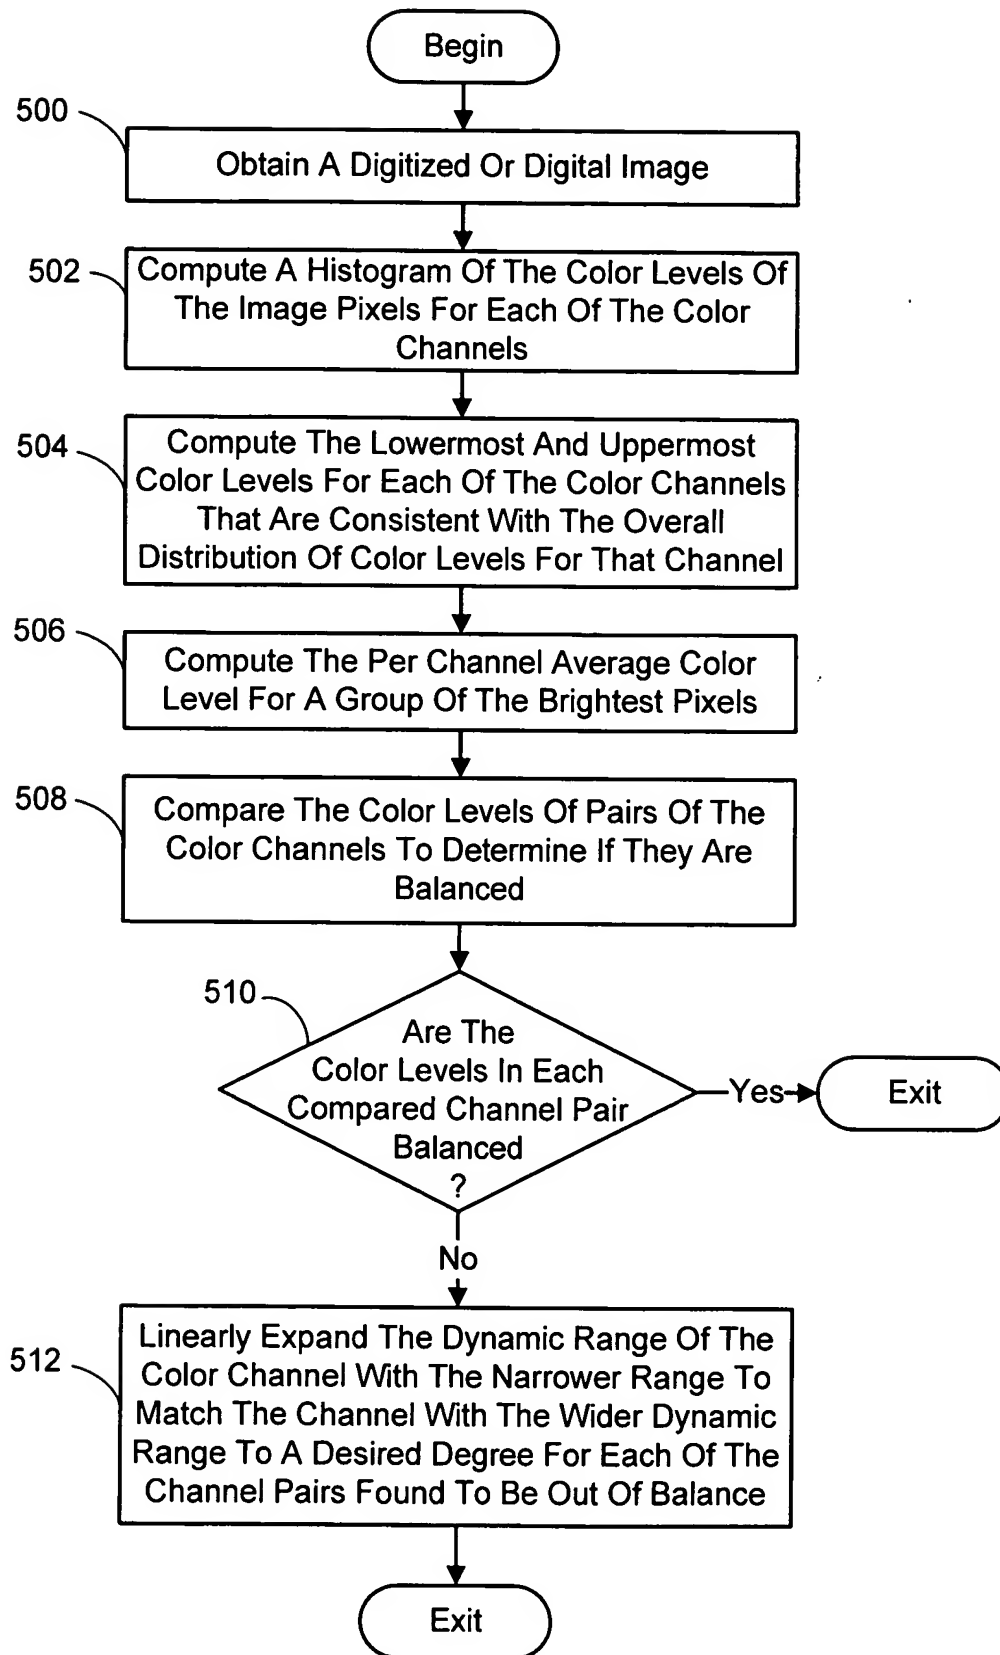 Begin
500
Obtain A Digitized Or Digital Image
502
Compute A Histogram Of The Color Levels Of
The Image Pixels For Each Of The Color
Channels
504
Compute The Lowermost And Uppermost
Color Levels For Each Of The Color Channels
That Are Consistent With The Overall
Distribution Of Color Levels For That Channel
506
Compute The Per Channel Average Color
Level For A Group Of The Brightest Pixels
508
Compare The Color Levels Of Pairs Of The
Color Channels To Determine If They Are
Balanced
510
Are The
Color Levels In Each
Compared Channel Pair
Balanced
?
Yes
Exit
No
512
Linearly Expand The Dynamic Range Of The
Color Channel With The Narrower Range To
Match The Channel With The Wider Dynamic
Range To A Desired Degree For Each Of The
Channel Pairs Found To Be Out Of Balance
Exit